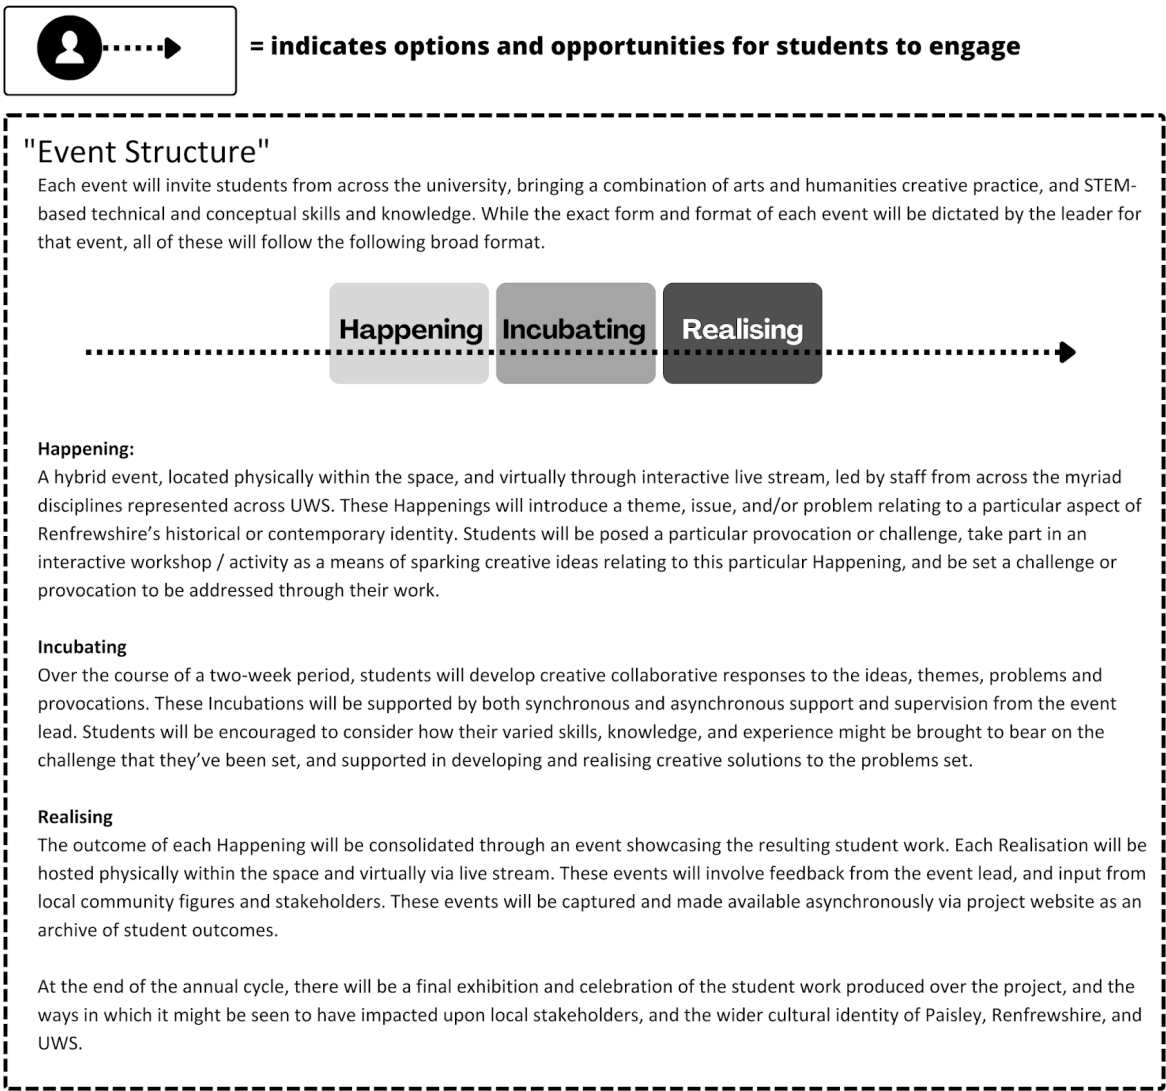 = indicates options and opportunities for students to engage
"Event Structure"
Each event will invite students from across the university, bringing a combination of arts and humanities creative practice, and STEM-
based technical and conceptual skills and knowledge. While the exact form and format of each event will be dictated by the leader for
that event, all of these will follow the following broad format.
Happening Incubating Realising
Happening:
A hybrid event, located physically within the space, and virtually through interactive live stream, led by staff from across the myriad
disciplines represented across UWS. These Happenings will introduce a theme, issue, and/or problem relating to a particular aspect of
Renfrewshire’s historical or contemporary identity. Students will be posed a particular provocation or challenge, take part in an
interactive workshop / activity as a means of sparking creative ideas relating to this particular Happening, and be set a challenge or
provocation to be addressed through their work.
Incubating
Over the course of a two-week period, students will develop creative collaborative responses to the ideas, themes, problems and
provocations. These Incubations will be supported by both synchronous and asynchronous support and supervision from the event
lead. Students will be encouraged to consider how their varied skills, knowledge, and experience might be brought to bear on the
challenge that they’ve been set, and supported in developing and realising creative solutions to the problems set.
Realising
The outcome of each Happening will be consolidated through an event showcasing the resulting student work. Each Realisation will be
hosted physically within the space and virtually via live stream. These events will involve feedback from the event lead, and input from
local community figures and stakeholders. These events will be captured and made available asynchronously via project website as an
archive of student outcomes.
At the end of the annual cycle, there will be a final exhibition and celebration of the student work produced over the project, and the
ways in which it might be seen to have impacted upon local stakeholders, and the wider cultural identity of Paisley, Renfrewshire, and
UWS.